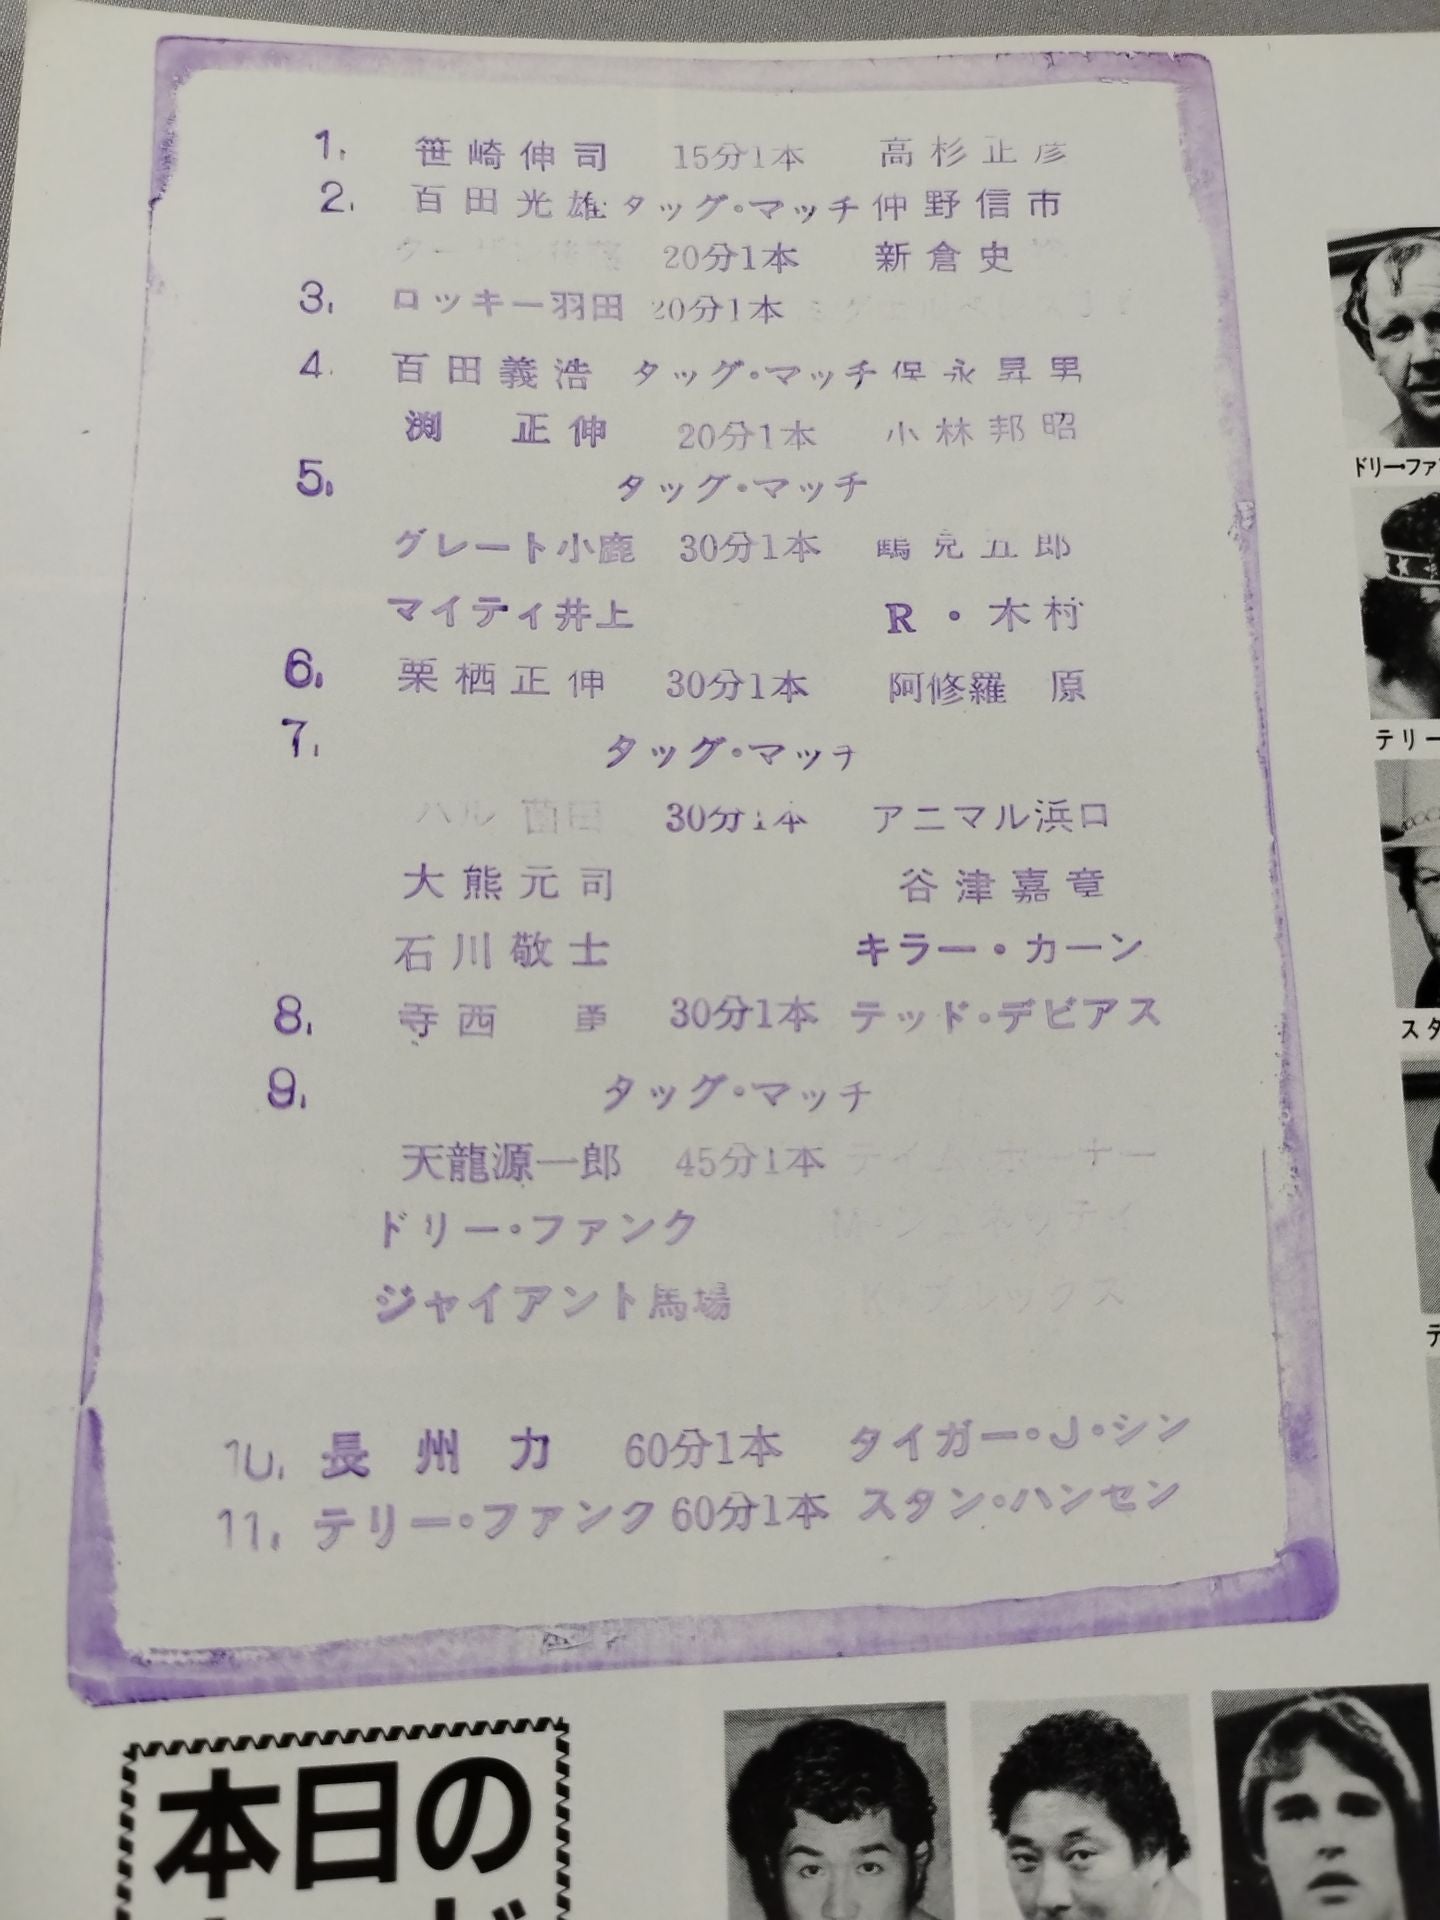 1. 笹崎伸司 15分1本 高杉正彦
2. 百田光雄 タッグ・マッチ 仲野信市
20分1本 新倉史
3. ロッキー羽田 20分1本
4. 百田義浩 タッグ・マッチ 保永昇男
渕 正伸 20分1本 小林邦昭
5. タッグ・マッチ
グレート小鹿 30分1本 鶴見五郎
マイティ井上 R・木村
6. 栗栖正伸 30分1本 阿修羅 原
7. タッグ・マッチ
ハル薗田 30分1本 アニマル浜口
大熊元司 谷津嘉章
石川敬士 キラー・カーン
8. 寺西 勇 30分1本 テッド・デビアス
9. タッグ・マッチ
天龍源一郎 45分1本
ドリー・ファンク
ジャイアント馬場
10. 長州力 60分1本 タイガー・J・シン
11. テリー・ファンク 60分1本 スタン・ハンセン
ドリー・ファ
テリー
スタ
テ
本日の